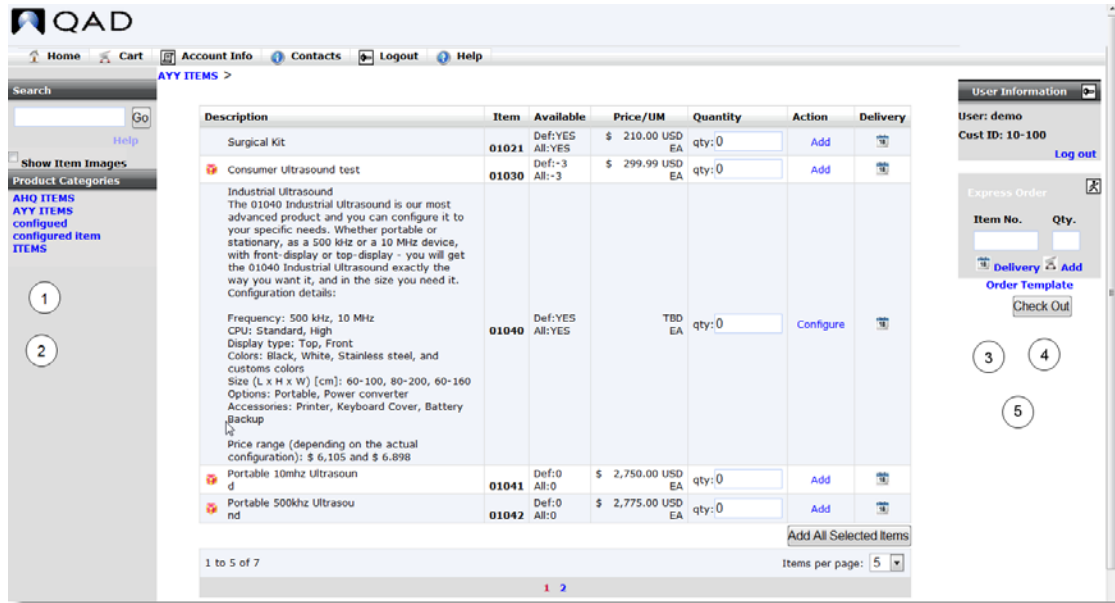 QAD
Home Cart Account Info Contacts Logout Help
AYY ITEMS >
Search
Go
Help
Show Item Images
Product Categories
AHQ ITEMS
AYY ITEMS
configued
configured item
ITEMS
1
2
Description Item Available Price/UM Quantity Action Delivery
Surgical Kit 01021 Def:YES All:YES $ 210.00 USD EA qty: 0 Add
Consumer Ultrasound test 01030 Def:-3 All:-3 $ 299.99 USD EA qty: 0 Add
Industrial Ultrasound
The 01040 Industrial Ultrasound is our most
advanced product and you can configure it to
your specific needs. Whether portable or
stationary, as a 500 kHz or a 10 MHz device,
with front-display or top-display - you will get
the 01040 Industrial Ultrasound exactly the
way you want it, and in the size you need it.
Configuration details:
Frequency: 500 kHz, 10 MHz
CPU: Standard, High
Display type: Top, Front
Colors: Black, White, Stainless steel, and
customs colors
Size (L x H x W) [cm]: 60-100, 80-200, 60-160
Options: Portable, Power converter
Accessories: Printer, Keyboard Cover, Battery
Backup
Price range (depending on the actual
configuration): $ 6,105 and $ 6.898
01040 Def:YES All:YES TBD EA qty: 0 Configure
Portable 10mhz Ultrasoun
d
01041 Def:0 All:0 $ 2,750.00 USD EA qty: 0 Add
Portable 500khz Ultrasou
nd
01042 Def:0 All:0 $ 2,775.00 USD EA qty: 0 Add
Add All Selected Items
1 to 5 of 7 Items per page: 5
1 2
User Information
User: demo
Cust ID: 10-100
Log out
Express Order
Item No. Qty.
Delivery Add
Order Template
Check Out
3
4
5